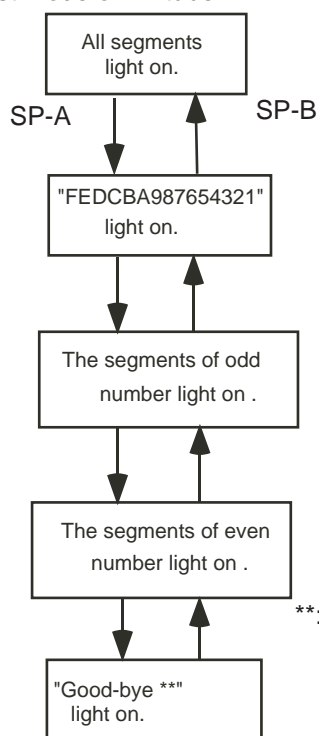 All segments
light on.
SP-A
SP-B
"FEDCBA987654321"
light on.
The segments of odd
number light on .
The segments of even
number light on .
**:
"Good-bye **"
light on.